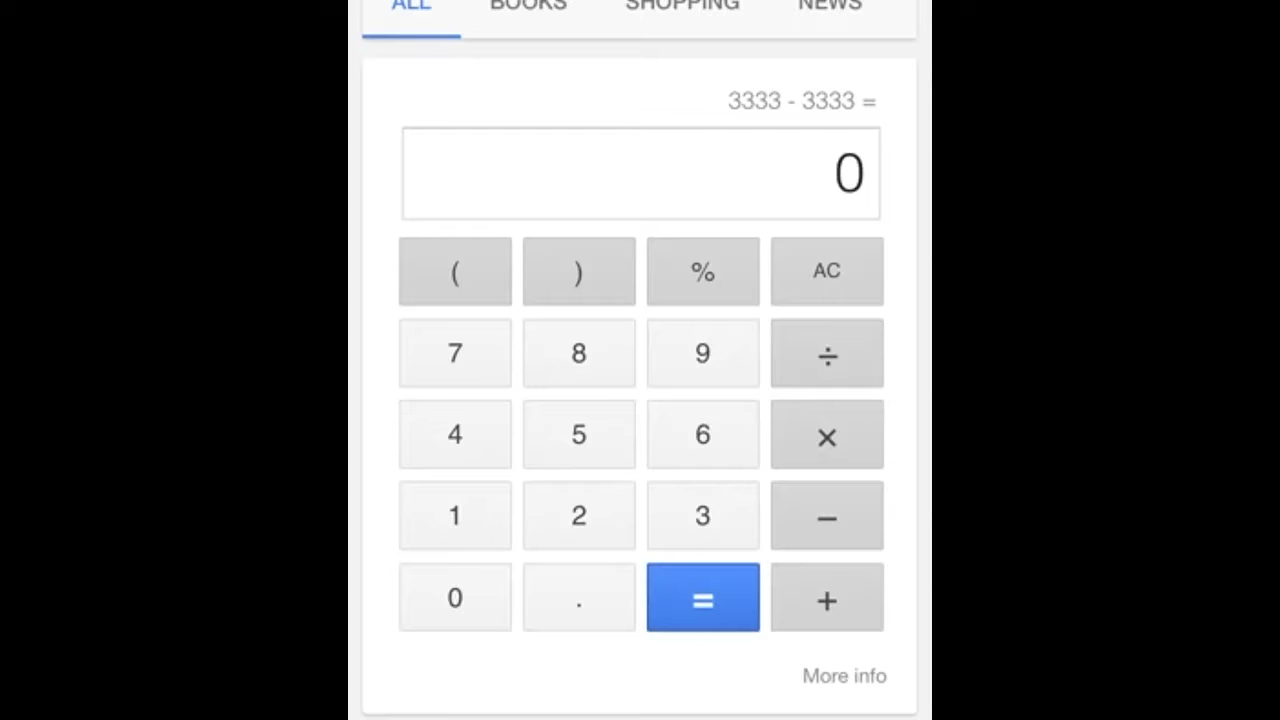 ALL BOOKS SHOPPING NEWS
3333 - 3333 =
0
( ) % AC
7 8 9 ÷
4 5 6 ×
1 2 3 −
0 . = +
More info